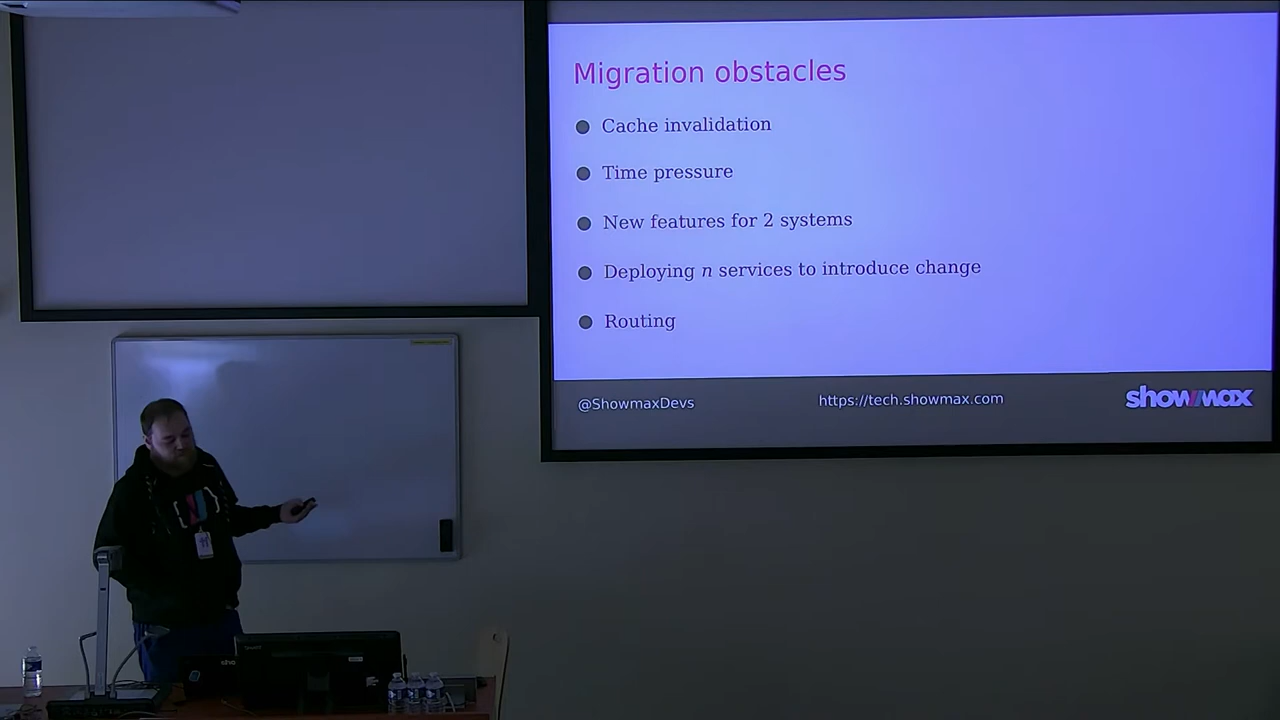 Migration obstacles
Cache invalidation
Time pressure
New features for 2 systems
Deploying n services to introduce change
Routing
@ShowmaxDevs
https://tech.showmax.com
showmax
sho